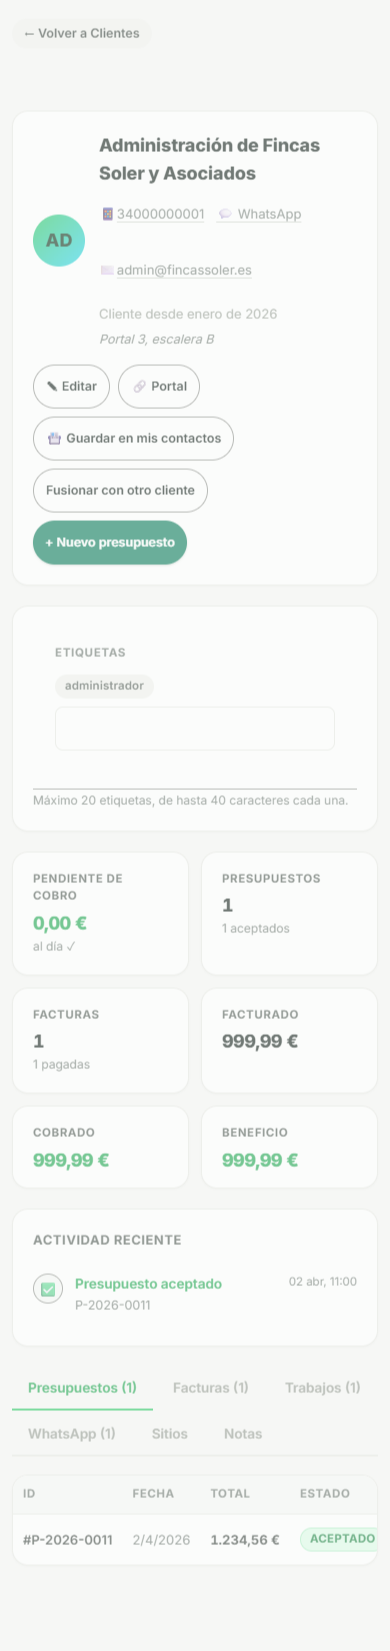 ← Volver a Clientes
Administración de Fincas
Soler y Asociados
AD
34000000001 WhatsApp
admin@fincassoler.es
Cliente desde enero de 2026
Portal 3, escalera B
Editar Portal
Guardar en mis contactos
Fusionar con otro cliente
+ Nuevo presupuesto
ETIQUETAS
administrador
Máximo 20 etiquetas, de hasta 40 caracteres cada una.
PENDIENTE DE
COBRO
0,00 €
al día ✓
PRESUPUESTOS
1
1 aceptados
FACTURAS
1
1 pagadas
FACTURADO
999,99 €
COBRADO
999,99 €
BENEFICIO
999,99 €
ACTIVIDAD RECIENTE
Presupuesto aceptado 02 abr, 11:00
P-2026-0011
Presupuestos (1) Facturas (1) Trabajos (1)
WhatsApp (1) Sitios Notas
ID FECHA TOTAL ESTADO
#P-2026-0011 2/4/2026 1.234,56 € ACEPTADO